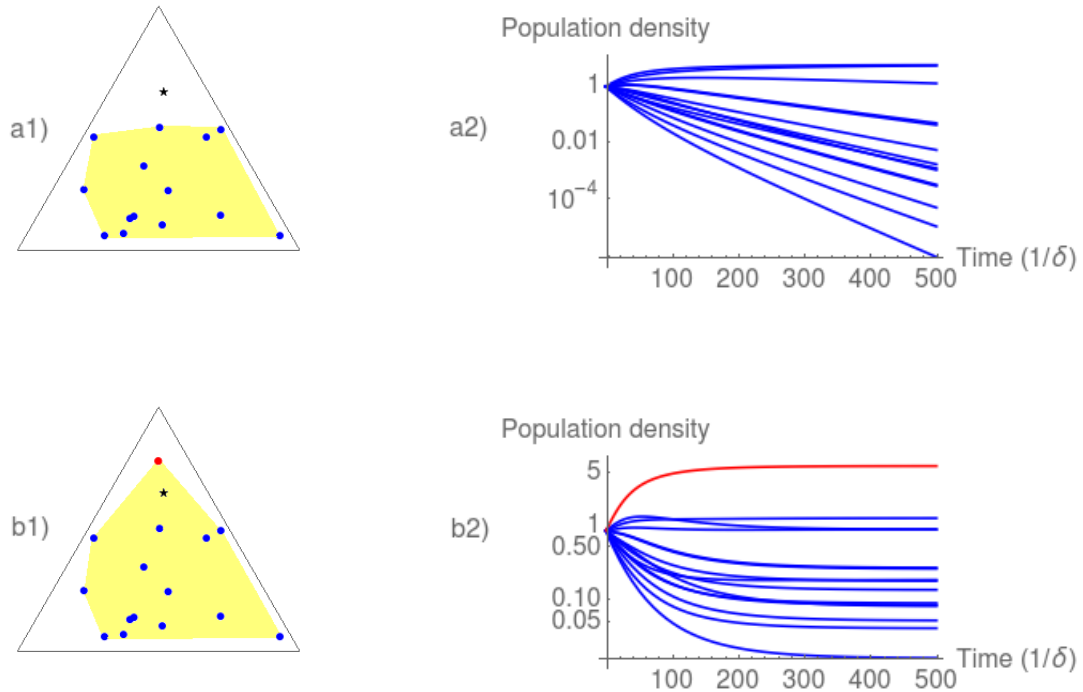 a1)
a2)
Population density
1
0.01
10⁻⁴
100 200 300 400 500
Time (1/δ)
b1)
b2)
Population density
5
1
0.50
0.10
0.05
100 200 300 400 500
Time (1/δ)